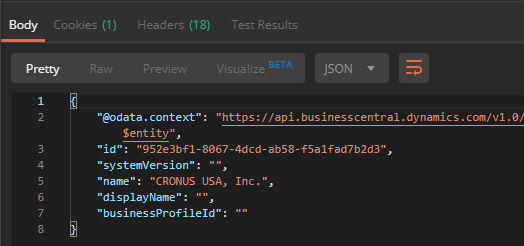 Body Cookies (1) Headers (18) Test Results
Pretty Raw Preview Visualize BETA JSON
1 {
2 "@odata.context": "https://api.businesscentral.dynamics.com/v1.0/
$entity",
3 "id": "952e3bf1-8067-4dcd-ab58-f5a1fad7b2d3",
4 "systemVersion": "",
5 "name": "CRONUS USA, Inc.",
6 "displayName": "",
7 "businessProfileId": ""
8 }